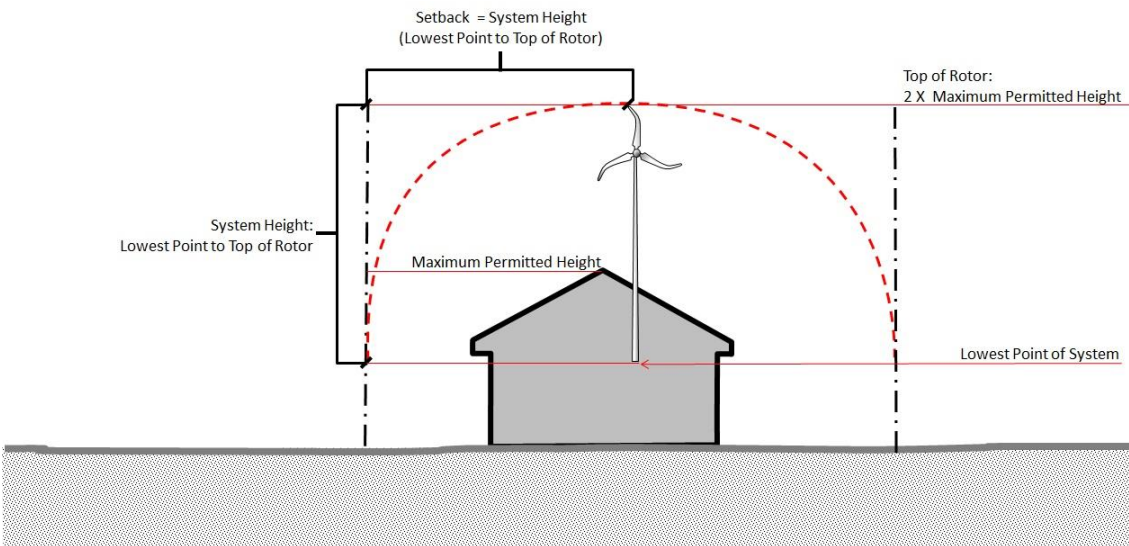 Setback = System Height
(Lowest Point to Top of Rotor)
Top of Rotor:
2 X Maximum Permitted Height
System Height:
Lowest Point to Top of Rotor
Maximum Permitted Height
Lowest Point of System